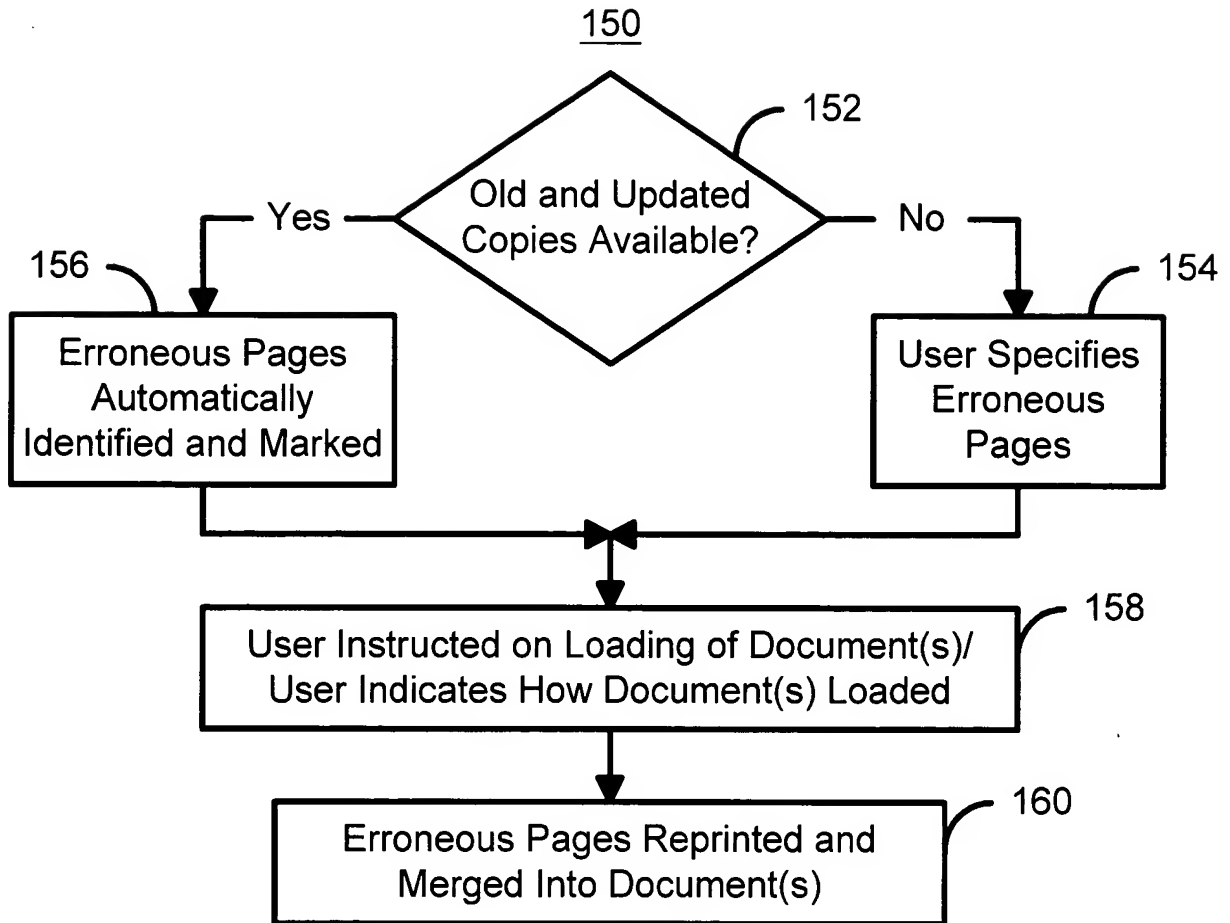 150
152
Old and Updated
Copies Available?
Yes
No
156
154
Erroneous Pages
Automatically
Identified and Marked
User Specifies
Erroneous
Pages
158
User Instructed on Loading of Document(s)/
User Indicates How Document(s) Loaded
160
Erroneous Pages Reprinted and
Merged Into Document(s)